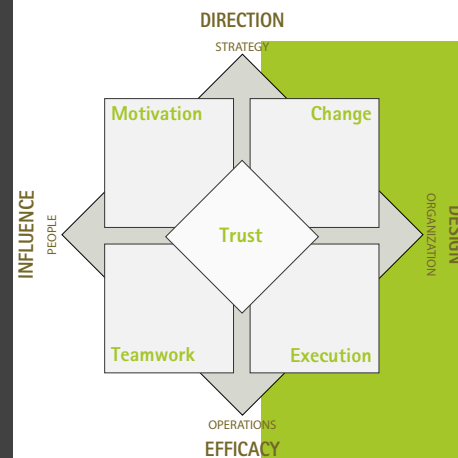 DIRECTION
STRATEGY
Motivation
Change
INFLUENCE
PEOPLE
Trust
ORGANIZATION
DESIGN
Teamwork
Execution
OPERATIONS
EFFICACY